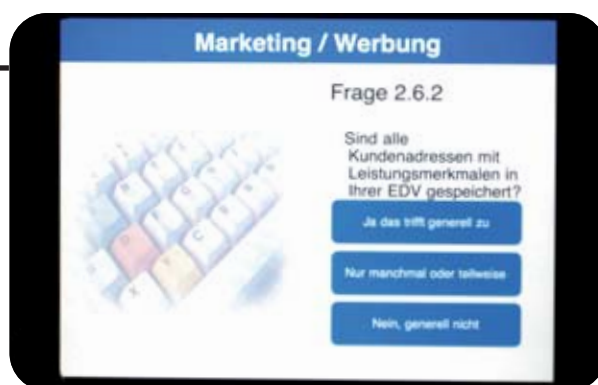 Marketing / Werbung
Frage 2.6.2
Sind alle
Kundenadressen mit
Leistungsmerkmalen in
Ihrer EDV gespeichert?
Ja das trifft generell zu
Nur manchmal oder teilweise
Nein, generell nicht